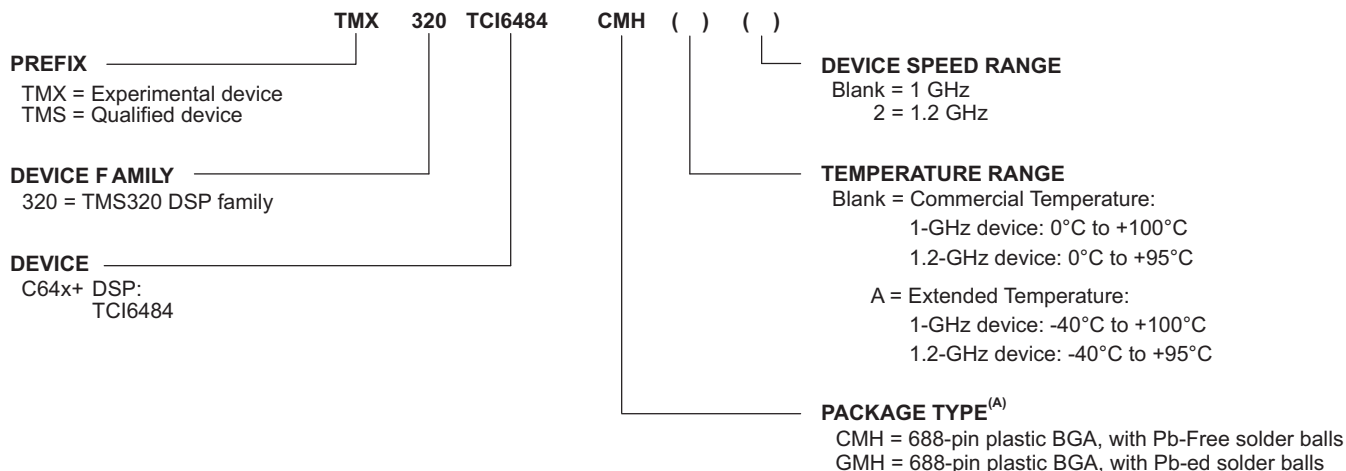 TMX 320 TCI6484 CMH ( ) ( )
PREFIX
TMX = Experimental device
TMS = Qualified device
DEVICE F AMILY
320 = TMS320 DSP family
DEVICE
C64x+ DSP:
TCI6484
DEVICE SPEED RANGE
Blank = 1 GHz
2 = 1.2 GHz
TEMPERATURE RANGE
Blank = Commercial Temperature:
1-GHz device: 0°C to +100°C
1.2-GHz device: 0°C to +95°C
A = Extended Temperature:
1-GHz device: -40°C to +100°C
1.2-GHz device: -40°C to +95°C
PACKAGE TYPE(A)
CMH = 688-pin plastic BGA, with Pb-Free solder balls
GMH = 688-pin plastic BGA, with Pb-ed solder balls